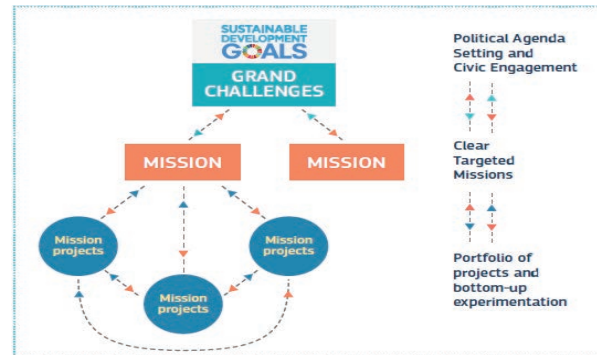 SUSTAINABLE
DEVELOPMENT
GOALS
GRAND
CHALLENGES
MISSION
MISSION
Mission
projects
Mission
projects
Mission
projects
Political Agenda
Setting and
Civic Engagement
Clear
Targeted
Missions
Portfolio of
projects and
bottom-up
experimentation